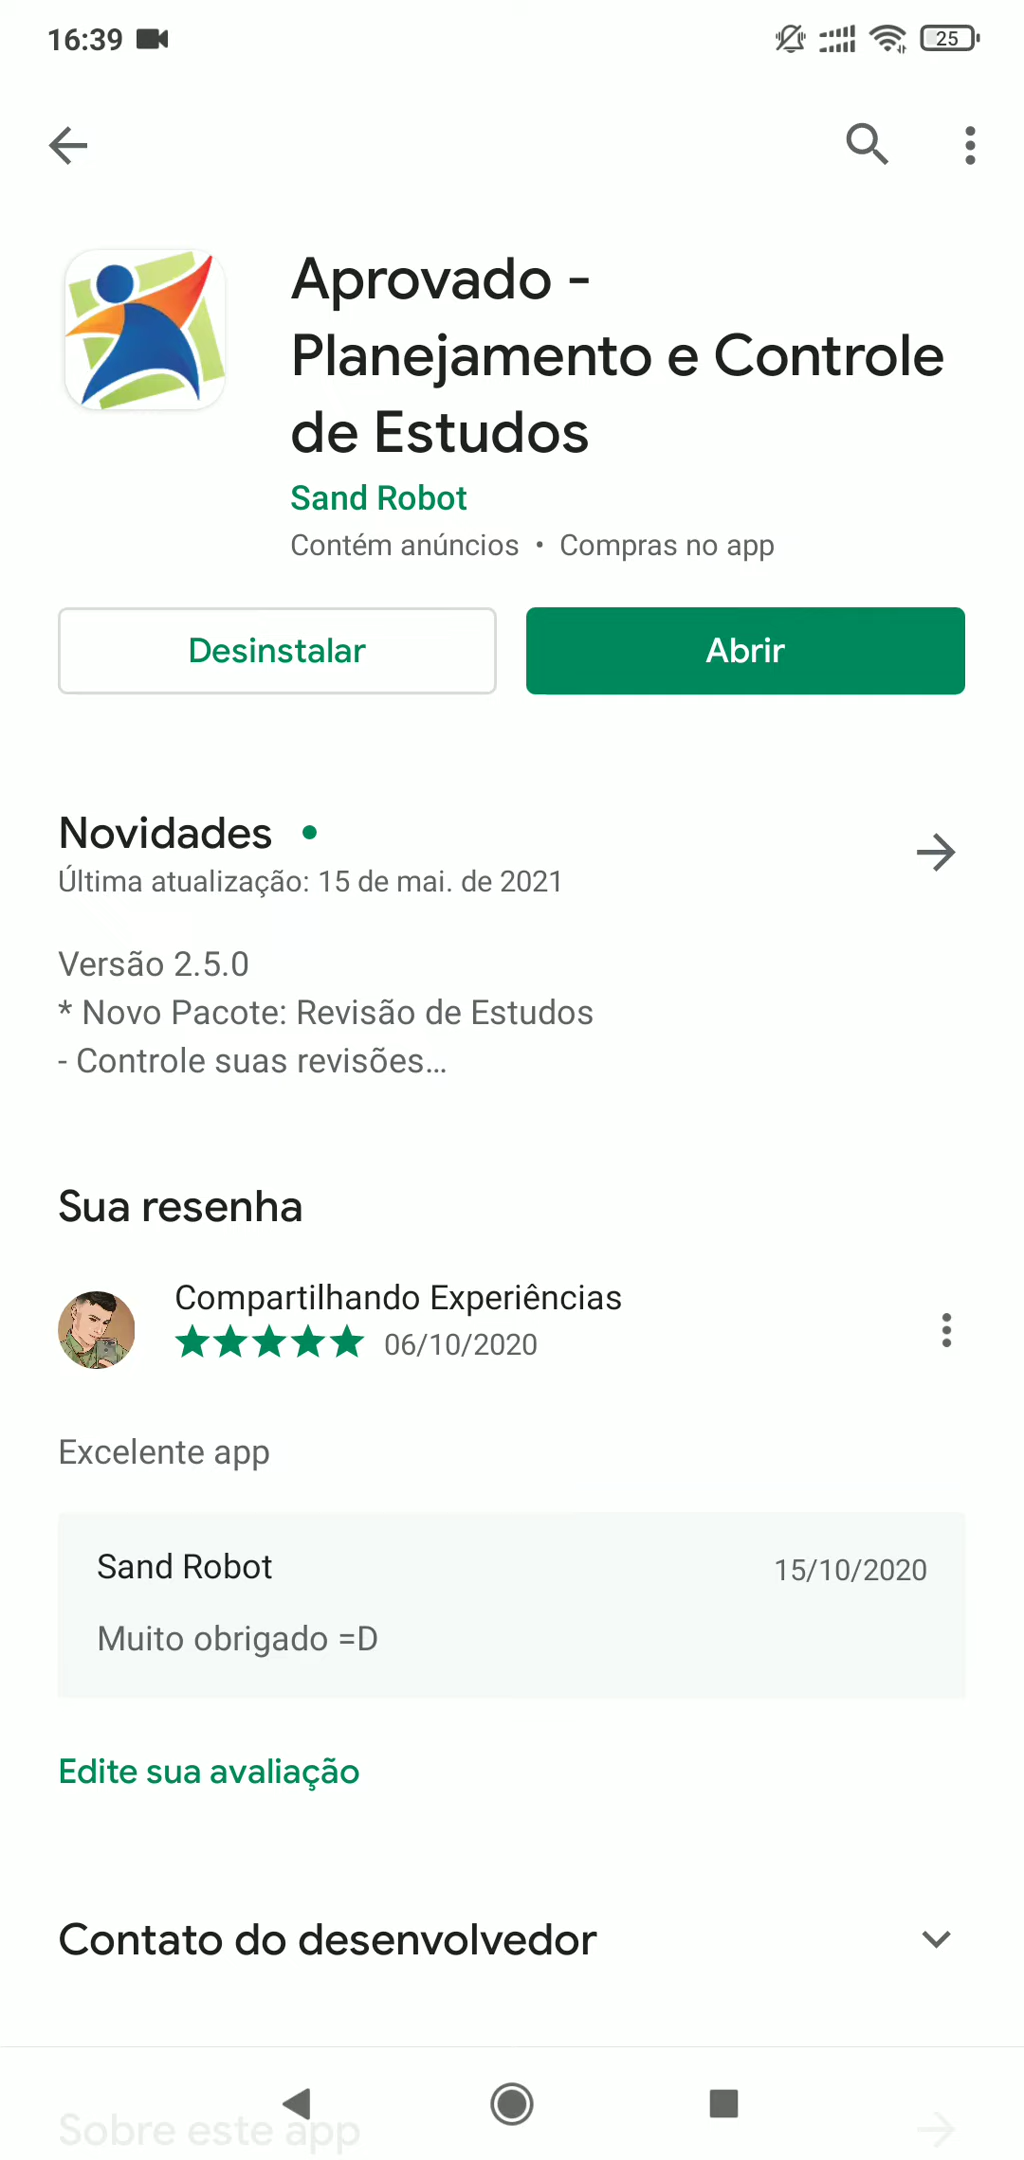 16:39
25
Aprovado -
Planejamento e Controle
de Estudos
Sand Robot
Contém anúncios • Compras no app
Desinstalar
Abrir
Novidades •
Última atualização: 15 de mai. de 2021
Versão 2.5.0
* Novo Pacote: Revisão de Estudos
- Controle suas revisões...
Sua resenha
Compartilhando Experiências
06/10/2020
Excelente app
Sand Robot
15/10/2020
Muito obrigado =D
Edite sua avaliação
Contato do desenvolvedor
Sobre este app